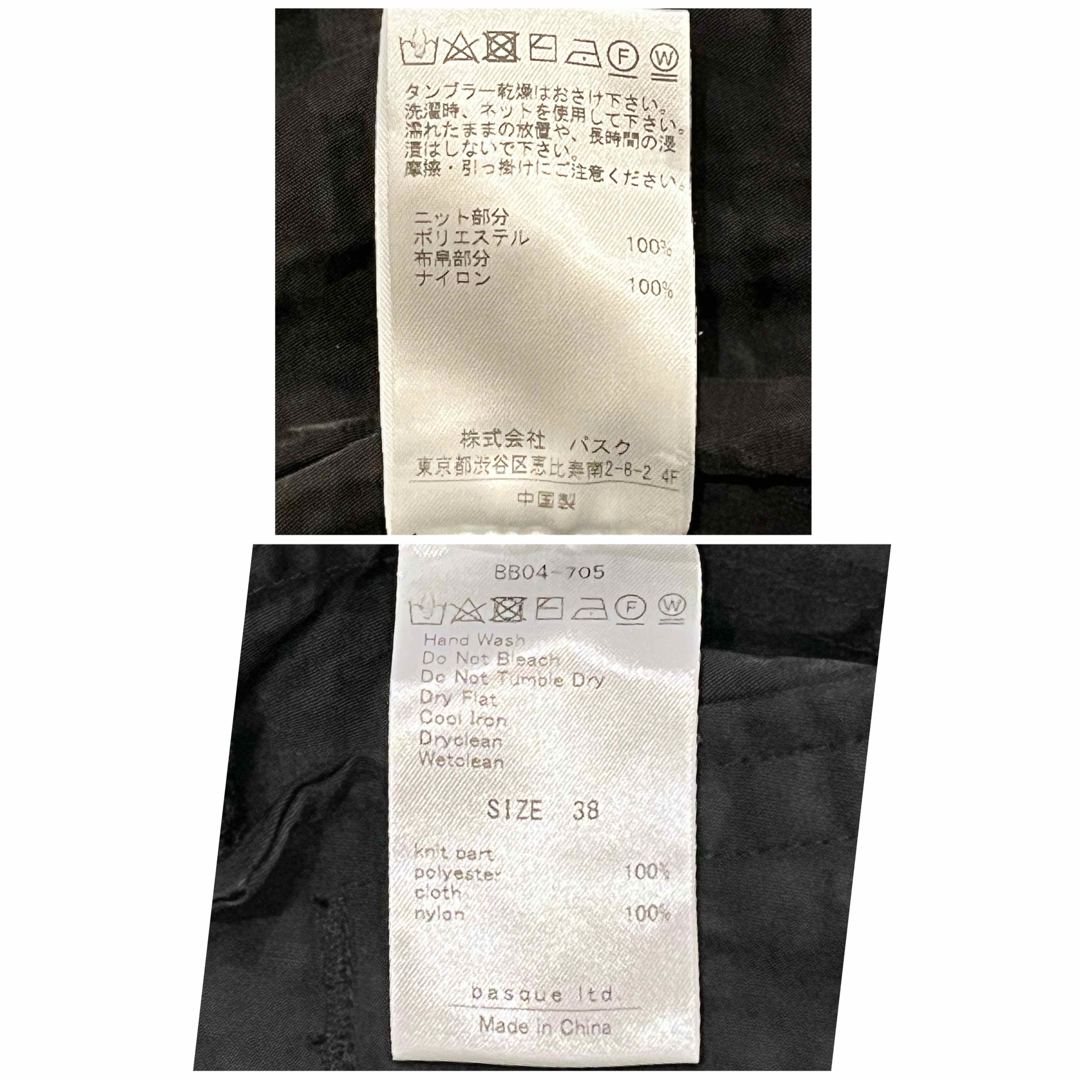 F W
タンブラー乾燥はおさけ下さい。
洗濯時、ネットを使用して下さい。
濡れたままの放置や、長時間の浸
漬はしないで下さい。
摩擦・引っ掛けにご注意ください。
ニット部分
ポリエステル 100%
布帛部分
ナイロン 100%
株式会社 バスク
東京都渋谷区恵比寿南2-8-2 4F
中国製
BB04-705
F W
Hand Wash
Do Not Bleach
Do Not Tumble Dry
Dry Flat
Cool Iron
Dryclean
Wetclean
SIZE 38
knit part
polyester 100%
cloth
nylon 100%
basque ltd.
Made in China